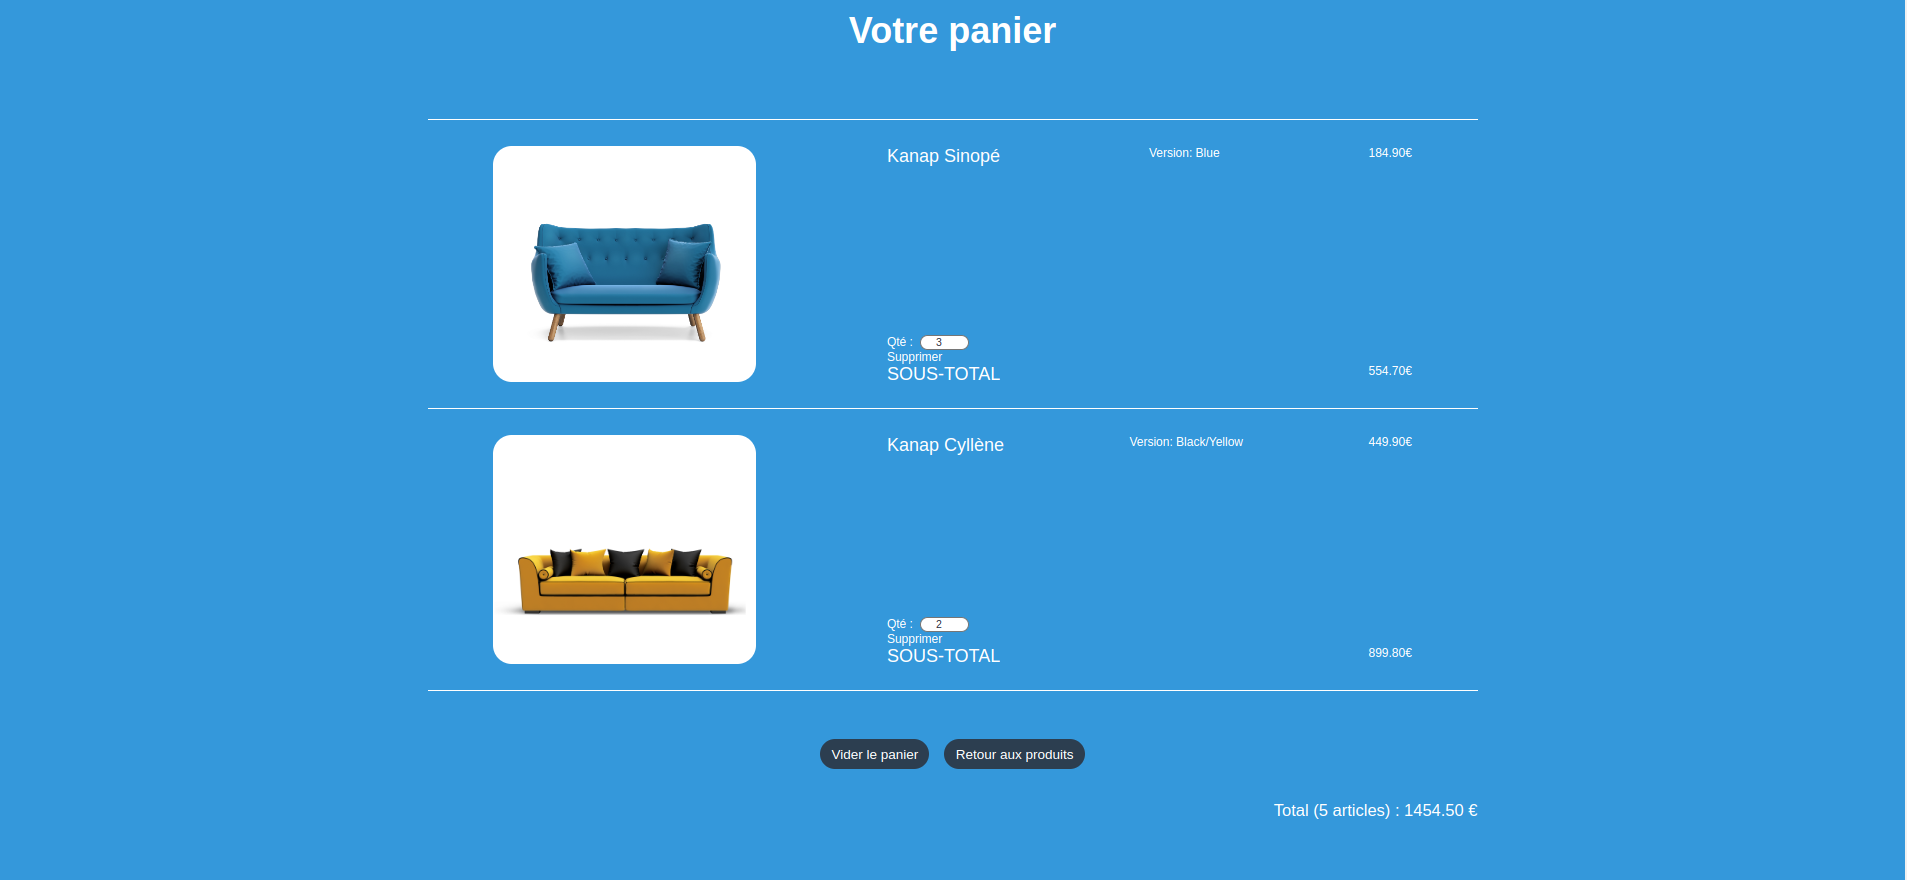 Votre panier
Kanap Sinopé Version: Blue 184.90€
Qté : 3
Supprimer
SOUS-TOTAL 554.70€
Kanap Cyllène Version: Black/Yellow 449.90€
Qté : 2
Supprimer
SOUS-TOTAL 899.80€
Vider le panier Retour aux produits
Total (5 articles) : 1454.50 €